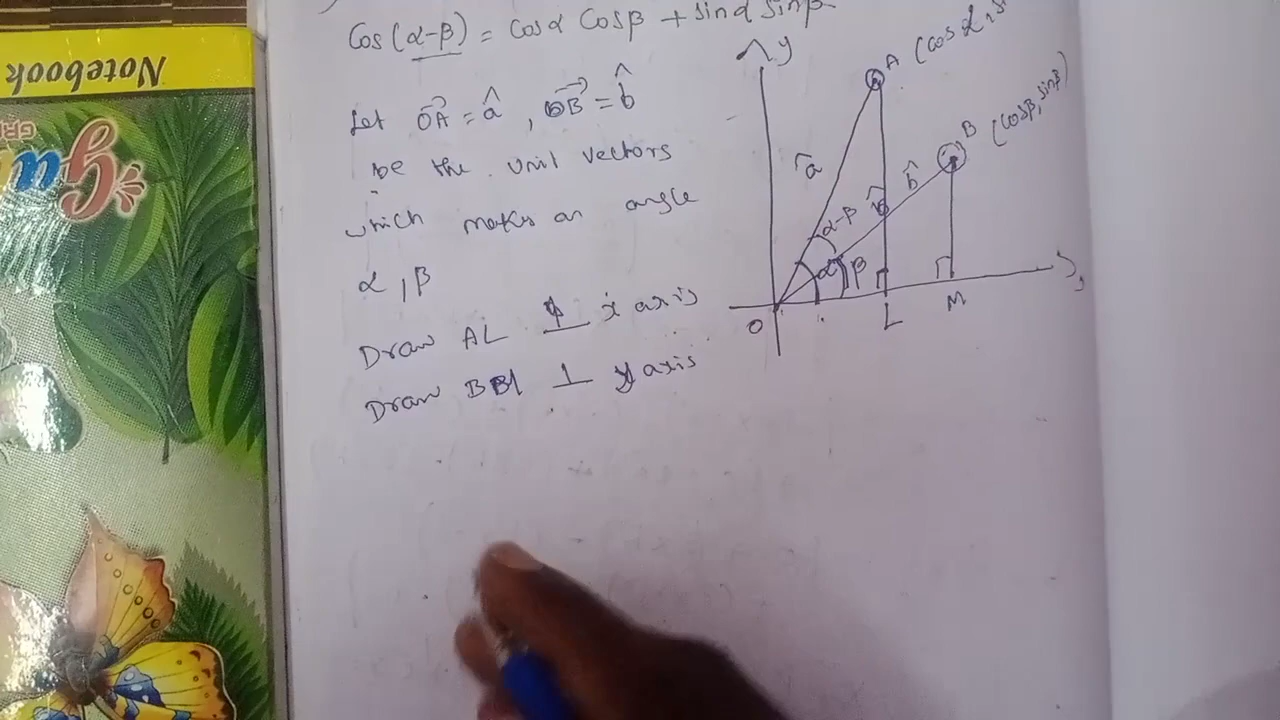 Cos(α-β) = Cosα Cosβ + sinα sinβ
Let OA = â , OB = b̂
be the unit vectors
which makes an angle
α , β
Draw AL ⊥ x axis
Draw BM ⊥ y axis
y
A (cos α, sin
B (cosβ, sinβ)
â
b̂
α-β
α
β
O
L
M
Notebook